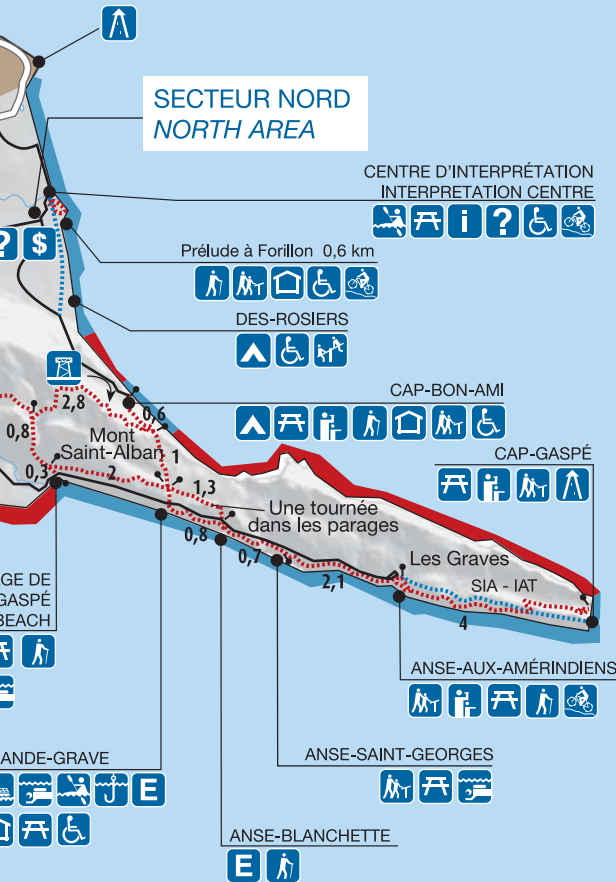 SECTEUR NORD
NORTH AREA
CENTRE D'INTERPRÉTATION
INTERPRETATION CENTRE
i ?
? $
Prélude à Forillon 0,6 km
DES-ROSIERS
CAP-BON-AMI
2,8
0,6
0,8
Mont
Saint-Alban
1
0,3
2
1,3
CAP-GASPÉ
Une tournée
dans les parages
0,8
0,7
Les Graves
2,1
SIA - IAT
4
AGE DE
GASPÉ
BEACH
ANSE-AUX-AMÉRINDIENS
ANDE-GRAVE
E
ANSE-SAINT-GEORGES
ANSE-BLANCHETTE
E